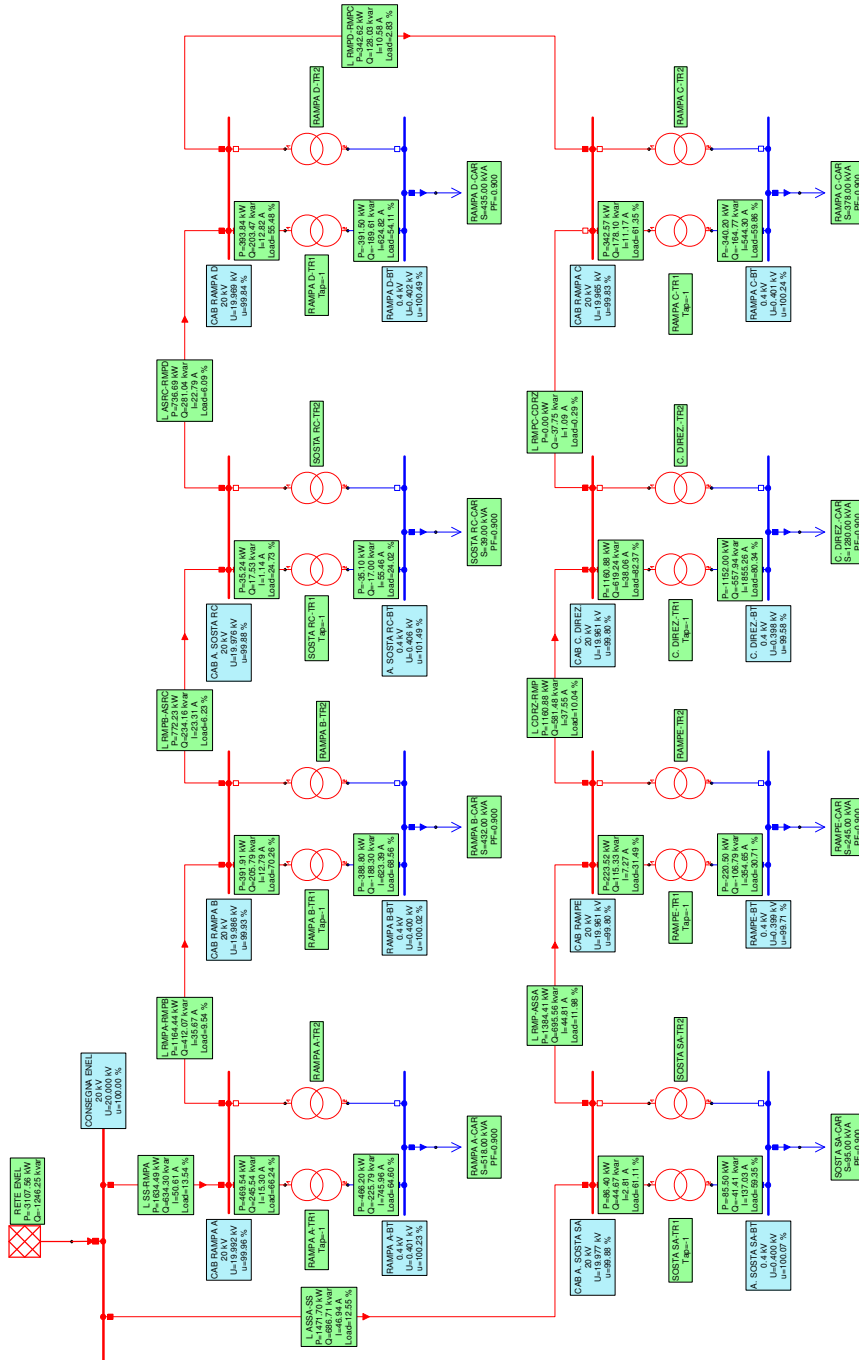 RETE ENEL
P=-3107.56 kW
Q=-1246.25 kvar
CONSEGNA ENEL
20 kV
U=20.000 kV
u=100.00 %
L SS-RMPA
P=1634.49 kW
Q=634.30 kvar
I=50.61 A
Load=13.54 %
L ASSA-SS
P=1471.70 kW
Q=686.71 kvar
I=46.94 A
Load=12.55 %
L RMPA-RMPB
P=1164.44 kW
Q=412.07 kvar
I=35.67 A
Load=9.54 %
L RMPB-ASRC
P=772.23 kW
Q=234.16 kvar
I=23.31 A
Load=6.23 %
L ASRC-RMPD
P=736.69 kW
Q=281.04 kvar
I=22.79 A
Load=6.09 %
L RMPD-RMPC
P=342.62 kW
Q=128.03 kvar
I=10.58 A
Load=2.83 %
CAB RAMPA A
20 kV
U=19.992 kV
u=99.96 %
P=469.54 kW
Q=245.54 kvar
I=15.30 A
Load=66.24 %
RAMPA A-TR1
Tap=-1
RAMPA A-TR2
P=-466.20 kW
Q=-225.79 kvar
I=745.96 A
Load=64.60 %
RAMPA A-BT
0.4 kV
U=0.401 kV
u=100.23 %
RAMPA A-CAR
S=518.00 kVA
PF=0.900
CAB RAMPA B
20 kV
U=19.986 kV
u=99.93 %
P=391.91 kW
Q=205.79 kvar
I=12.79 A
Load=70.26 %
RAMPA B-TR1
Tap=-1
RAMPA B-TR2
P=-388.80 kW
Q=-188.30 kvar
I=623.39 A
Load=68.56 %
RAMPA B-BT
0.4 kV
U=0.400 kV
u=100.02 %
RAMPA B-CAR
S=432.00 kVA
PF=0.900
CAB A. SOSTA RC
20 kV
U=19.976 kV
u=99.88 %
P=35.24 kW
Q=17.53 kvar
I=1.14 A
Load=24.73 %
SOSTA RC-TR1
Tap=-1
SOSTA RC-TR2
P=-35.10 kW
Q=-17.00 kvar
I=55.46 A
Load=24.02 %
A. SOSTA RC-BT
0.4 kV
U=0.406 kV
u=101.49 %
SOSTA RC-CAR
S=39.00 kVA
PF=0.900
CAB RAMPA D
20 kV
U=19.969 kV
u=99.84 %
P=393.84 kW
Q=203.47 kvar
I=12.82 A
Load=55.48 %
RAMPA D-TR1
Tap=-1
RAMPA D-TR2
P=-391.50 kW
Q=-189.61 kvar
I=624.82 A
Load=54.11 %
RAMPA D-BT
0.4 kV
U=0.402 kV
u=100.49 %
RAMPA D-CAR
S=435.00 kVA
PF=0.900
L RMP-ASSA
P=1384.41 kW
Q=695.56 kvar
I=44.81 A
Load=11.98 %
L CDRZ-RMP
P=1160.88 kW
Q=581.48 kvar
I=37.55 A
Load=10.04 %
L RMPC-CDRZ
P=0.00 kW
Q=-37.75 kvar
I=1.09 A
Load=0.29 %
CAB A. SOSTA SA
20 kV
U=19.977 kV
u=99.88 %
P=86.40 kW
Q=44.67 kvar
I=2.81 A
Load=61.11 %
SOSTA SA-TR1
Tap=-1
SOSTA SA-TR2
P=-85.50 kW
Q=-41.41 kvar
I=137.03 A
Load=59.35 %
A. SOSTA SA-BT
0.4 kV
U=0.400 kV
u=100.07 %
SOSTA SA-CAR
S=95.00 kVA
PF=0.900
CAB RAMPE
20 kV
U=19.961 kV
u=99.80 %
P=223.52 kW
Q=115.33 kvar
I=7.27 A
Load=31.49 %
RAMPE-TR1
Tap=-1
RAMPE-TR2
P=-220.50 kW
Q=-106.79 kvar
I=354.65 A
Load=30.71 %
RAMPE-BT
0.4 kV
U=0.399 kV
u=99.71 %
RAMPE-CAR
S=245.00 kVA
PF=0.900
CAB C. DIREZ
20 kV
U=19.961 kV
u=99.80 %
P=1160.88 kW
Q=619.24 kvar
I=38.06 A
Load=82.37 %
C. DIREZ-TR1
Tap=-1
C. DIREZ.-TR2
P=-1152.00 kW
Q=-557.94 kvar
I=1855.26 A
Load=80.34 %
C. DIREZ-BT
0.4 kV
U=0.398 kV
u=99.58 %
C. DIREZ.-CAR
S=1280.00 kVA
PF=0.900
CAB RAMPA C
20 kV
U=19.965 kV
u=99.83 %
P=342.57 kW
Q=178.10 kvar
I=11.17 A
Load=61.35 %
RAMPA C-TR1
Tap=-1
RAMPA C-TR2
P=-340.20 kW
Q=-164.77 kvar
I=544.30 A
Load=59.86 %
RAMPA C-BT
0.4 kV
U=0.401 kV
u=100.24 %
RAMPA C-CAR
S=378.00 kVA
PF=0.900